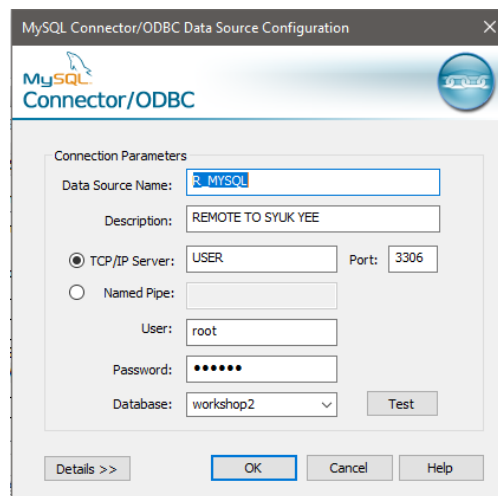 MySQL Connector/ODBC Data Source Configuration
MySQL
Connector/ODBC
Connection Parameters
Data Source Name: R_MYSQL
Description: REMOTE TO SYUK YEE
TCP/IP Server: USER Port: 3306
Named Pipe:
User: root
Password: ••••••
Database: workshop2 Test
Details >> OK Cancel Help